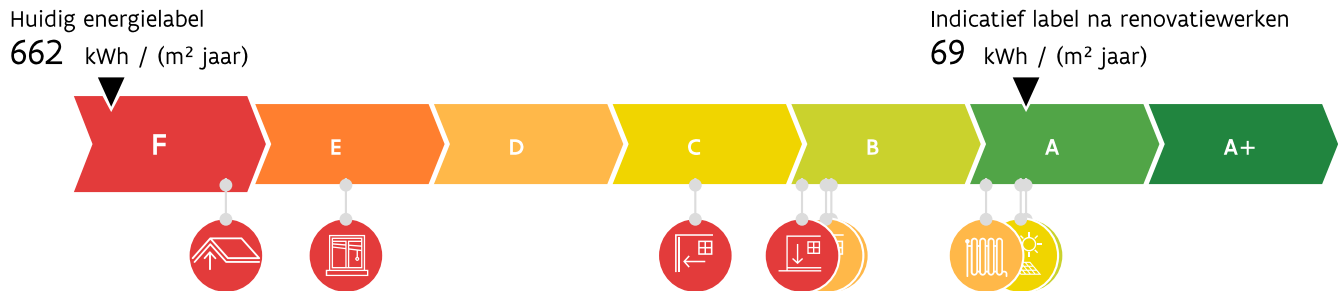 Huidig energielabel
662 kWh / (m² jaar)
Indicatief label na renovatiewerken
69 kWh / (m² jaar)
F
E
D
C
B
A
A+